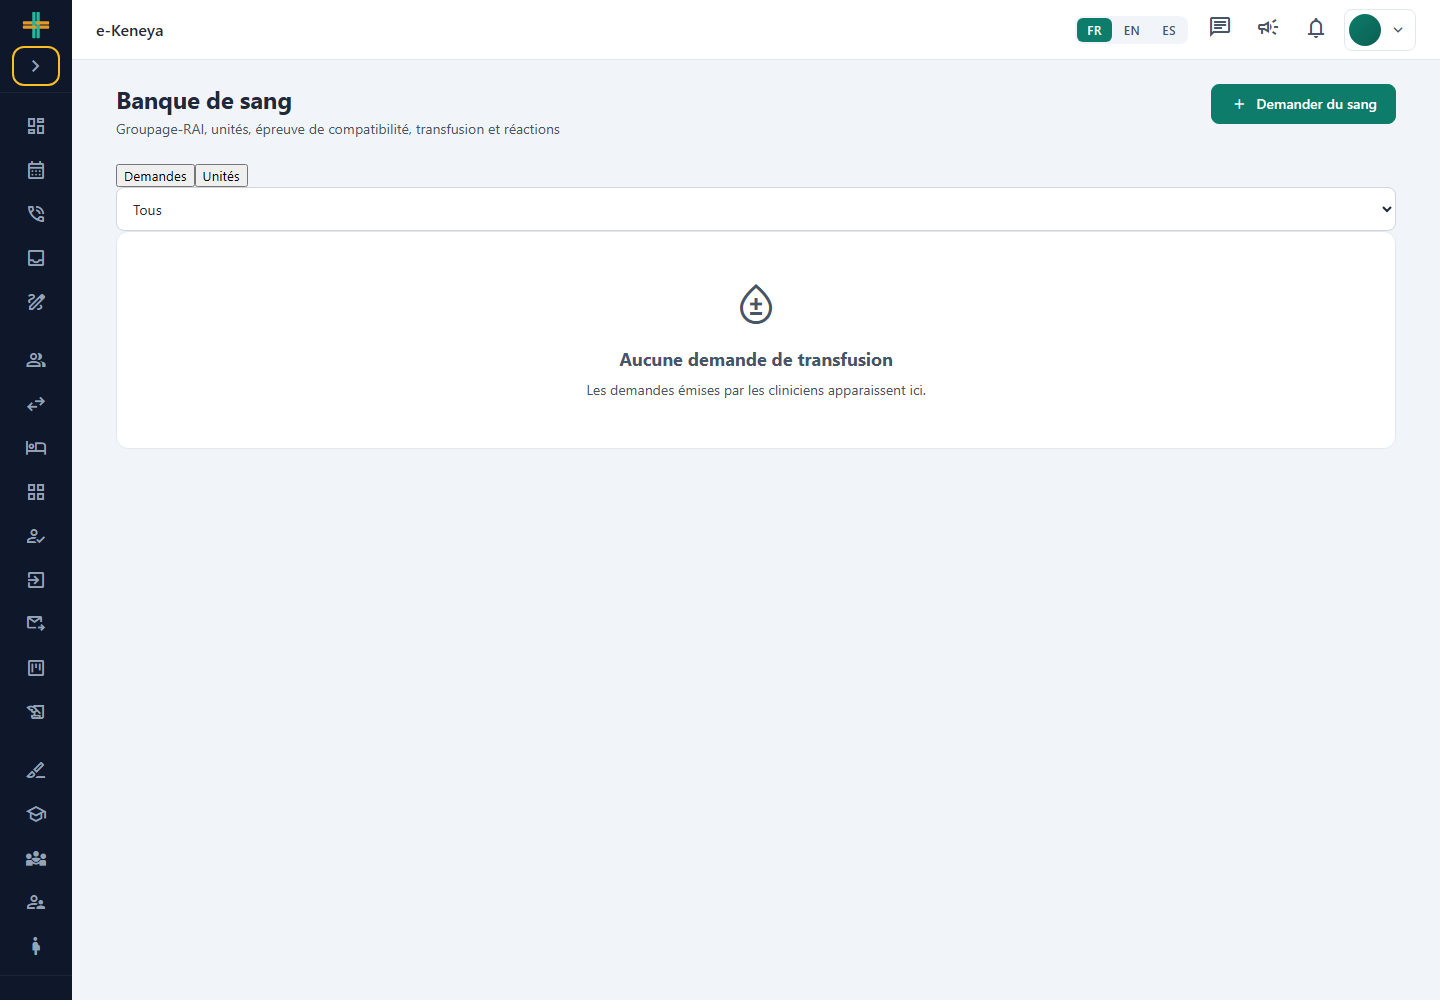 e-Keneya
FR EN ES
Banque de sang
Groupage-RAI, unités, épreuve de compatibilité, transfusion et réactions
+ Demander du sang
Demandes Unités
Tous
Aucune demande de transfusion
Les demandes émises par les cliniciens apparaissent ici.